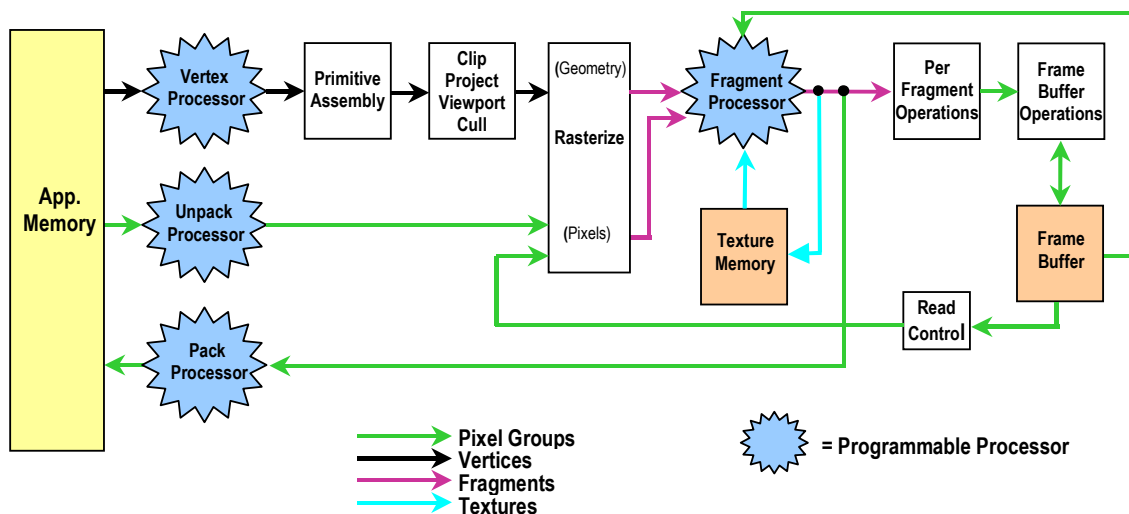 App.
Memory
Vertex
Processor
Primitive
Assembly
Clip
Project
Viewport
Cull
(Geometry)
Rasterize
(Pixels)
Fragment
Processor
Per
Fragment
Operations
Frame
Buffer
Operations
Unpack
Processor
Texture
Memory
Frame
Buffer
Read
Control
Pack
Processor
Pixel Groups
Vertices
Fragments
Textures
= Programmable Processor